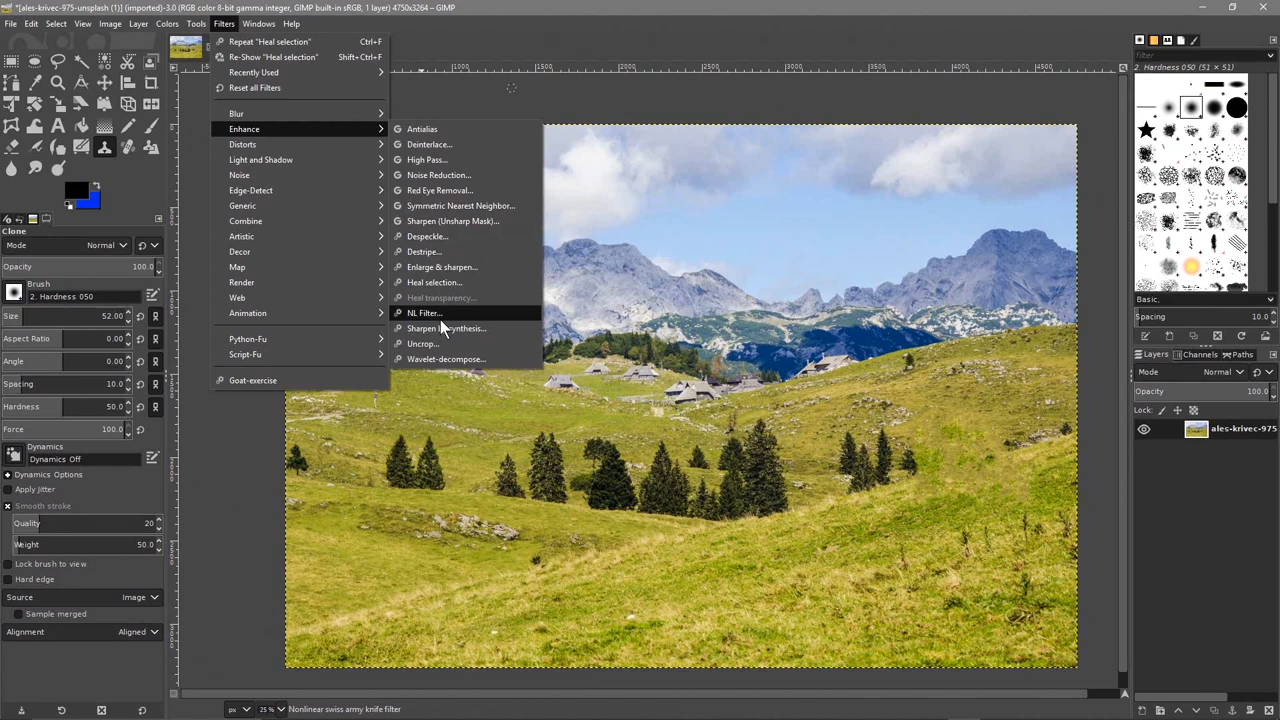 *[ales-krivec-975-unsplash (1)] (imported)-3.0 (RGB color 8-bit gamma integer, GIMP built-in sRGB, 1 layer) 4750x3264 – GIMP
File Edit Select View Image Layer Colors Tools Filters Windows Help
Repeat "Heal selection" Ctrl+F
Re-Show "Heal selection" Shift+Ctrl+F
Recently Used
Reset all Filters
Blur
Enhance
Distorts
Light and Shadow
Noise
Edge-Detect
Generic
Combine
Artistic
Decor
Map
Render
Web
Animation
Python-Fu
Script-Fu
Goat-exercise
Antialias
Deinterlace...
High Pass...
Noise Reduction...
Red Eye Removal...
Symmetric Nearest Neighbor...
Sharpen (Unsharp Mask)...
Despeckle...
Destripe...
Enlarge & sharpen...
Heal selection...
Heal transparency...
NL Filter...
Uncrop...
Wavelet-decompose...
1000 1500 2000 2500 3000 3500 4000 4500
Clone
Mode Normal
Opacity 100.0
Brush
2. Hardness 050
Size 52.00
Aspect Ratio 0.00
Angle 0.00
Spacing 10.0
Hardness 50.0
Force 100.0
Dynamics
Dynamics Off
Dynamics Options
Apply Jitter
Smooth stroke
Quality 20
Weight 50.0
Lock brush to view
Hard edge
Source Image
Sample merged
Alignment Aligned
px 25 % Nonlinear swiss army knife filter
Filter
2. Hardness 050 (51 × 51)
Basic,
Spacing 10.0
Layers Channels Paths
Mode Normal
Opacity 100.0
Lock:
ales-krivec-975